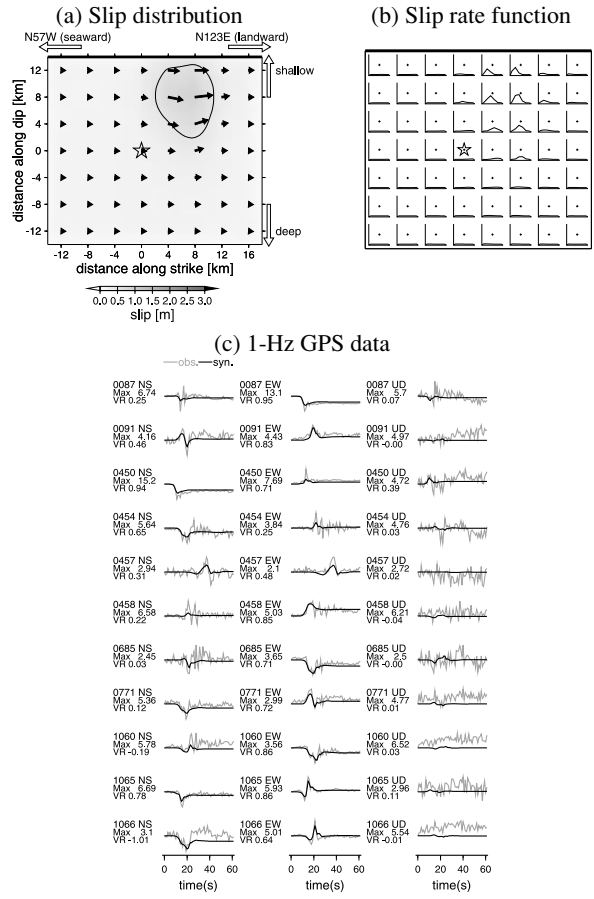 (a) Slip distribution
(b) Slip rate function
N57W (seaward)
N123E (landward)
shallow
deep
distance along dip [km]
12
8
4
0
-4
-8
-12
-12 -8 -4 0 4 8 12 16
distance along strike [km]
0.0 0.5 1.0 1.5 2.0 2.5 3.0
slip [m]
(c) 1-Hz GPS data
obs. syn.
0087 NS
Max 6.74
VR 0.25
0087 EW
Max 13.1
VR 0.95
0087 UD
Max 5.7
VR 0.07
0091 NS
Max 4.16
VR 0.46
0091 EW
Max 4.43
VR 0.83
0091 UD
Max 4.97
VR -0.00
0450 NS
Max 15.2
VR 0.94
0450 EW
Max 7.69
VR 0.71
0450 UD
Max 4.72
VR 0.39
0454 NS
Max 5.64
VR 0.65
0454 EW
Max 3.84
VR 0.25
0454 UD
Max 4.76
VR 0.03
0457 NS
Max 2.94
VR 0.31
0457 EW
Max 2.1
VR 0.48
0457 UD
Max 2.72
VR 0.02
0458 NS
Max 6.58
VR 0.22
0458 EW
Max 5.03
VR 0.85
0458 UD
Max 6.21
VR -0.04
0685 NS
Max 2.45
VR 0.03
0685 EW
Max 3.65
VR 0.71
0685 UD
Max 2.5
VR -0.00
0771 NS
Max 5.36
VR 0.12
0771 EW
Max 2.99
VR 0.72
0771 UD
Max 4.77
VR 0.01
1060 NS
Max 5.78
VR -0.19
1060 EW
Max 3.56
VR 0.86
1060 UD
Max 6.52
VR 0.03
1065 NS
Max 6.69
VR 0.78
1065 EW
Max 5.93
VR 0.86
1065 UD
Max 2.96
VR 0.11
1066 NS
Max 3.1
VR -1.01
1066 EW
Max 5.01
VR 0.64
1066 UD
Max 5.54
VR -0.01
0 20 40 60
0 20 40 60
0 20 40 60
time(s)
time(s)
time(s)